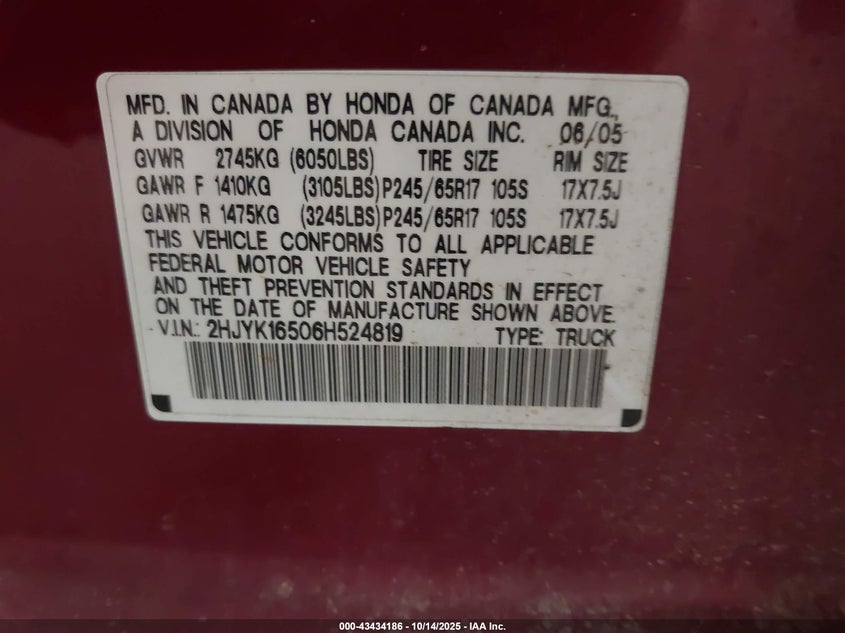 MFD. IN CANADA BY HONDA OF CANADA MFG.,
A DIVISION OF HONDA CANADA INC. 06/05
GVWR 2745KG (6050LBS) TIRE SIZE RIM SIZE
GAWR F 1410KG (3105LBS) P245/65R17 105S 17X7.5J
GAWR R 1475KG (3245LBS) P245/65R17 105S 17X7.5J
THIS VEHICLE CONFORMS TO ALL APPLICABLE
FEDERAL MOTOR VEHICLE SAFETY
AND THEFT PREVENTION STANDARDS IN EFFECT
ON THE DATE OF MANUFACTURE SHOWN ABOVE.
V.I.N.: 2HJYK16506H524819 TYPE: TRUCK
000-43434186 - 10/14/2025 - IAA Inc.